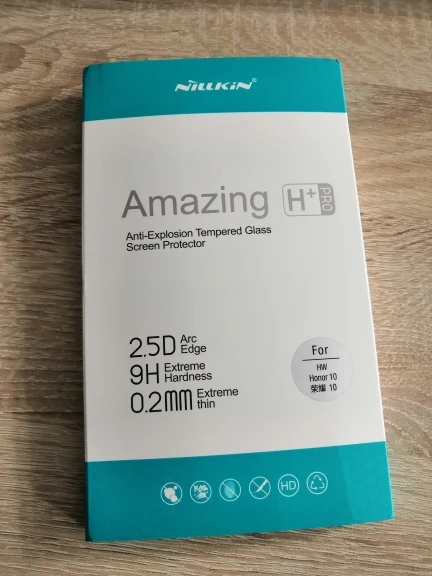 NILLKIN®
Amazing H+ PRO
Anti-Explosion Tempered Glass
Screen Protector
2.5D Arc Edge
9H Extreme Hardness
0.2mm Extreme thin
For
HW
Honor 10
荣耀 10
HD